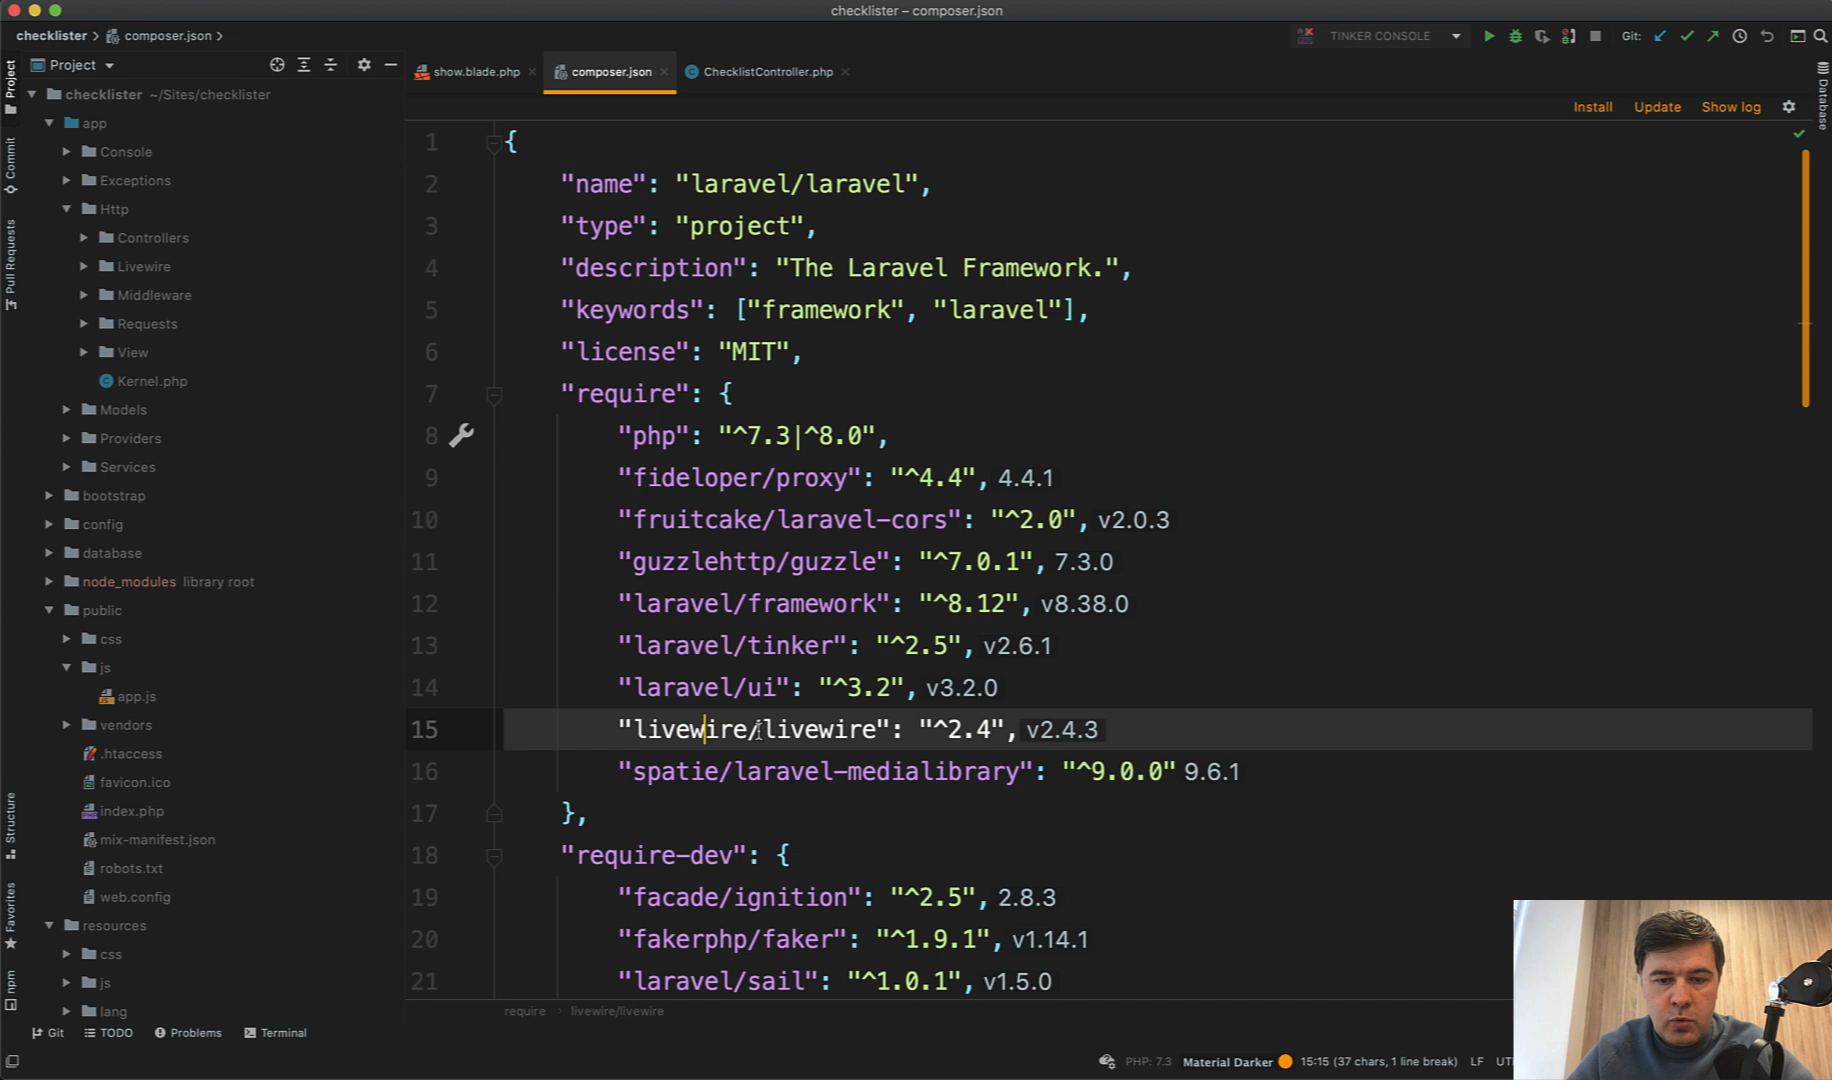 checklister – composer.json
checklister
composer.json
TINKER CONSOLE
Git:
Project
show.blade.php
composer.json
ChecklistController.php
Install
Update
Show log
Project
Commit
Pull Requests
Structure
Favorites
npm
Database
checklister ~/Sites/checklister
app
Console
Exceptions
Http
Controllers
Livewire
Middleware
Requests
View
Kernel.php
Models
Providers
Services
bootstrap
config
database
node_modules library root
public
css
js
app.js
vendors
.htaccess
favicon.ico
index.php
mix-manifest.json
robots.txt
web.config
resources
css
js
lang
1 {
2 "name": "laravel/laravel",
3 "type": "project",
4 "description": "The Laravel Framework.",
5 "keywords": ["framework", "laravel"],
6 "license": "MIT",
7 "require": {
8 "php": "^7.3|^8.0",
9 "fideloper/proxy": "^4.4", 4.4.1
10 "fruitcake/laravel-cors": "^2.0", v2.0.3
11 "guzzlehttp/guzzle": "^7.0.1", 7.3.0
12 "laravel/framework": "^8.12", v8.38.0
13 "laravel/tinker": "^2.5", v2.6.1
14 "laravel/ui": "^3.2", v3.2.0
15 "livewire/livewire": "^2.4", v2.4.3
16 "spatie/laravel-medialibrary": "^9.0.0" 9.6.1
17 },
18 "require-dev": {
19 "facade/ignition": "^2.5", 2.8.3
20 "fakerphp/faker": "^1.9.1", v1.14.1
21 "laravel/sail": "^1.0.1", v1.5.0
require
livewire/livewire
Git
TODO
Problems
Terminal
PHP: 7.3
Material Darker
15:15 (37 chars, 1 line break)
LF